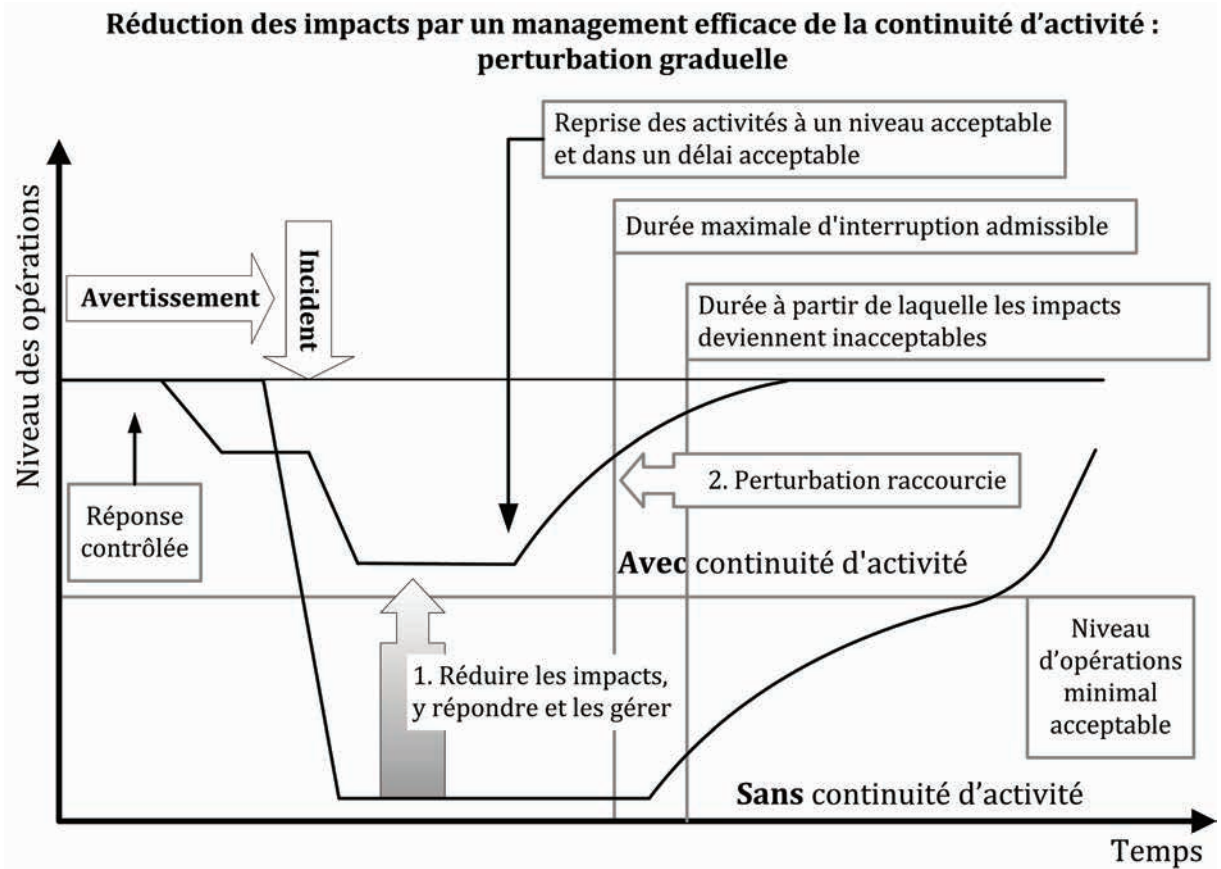 Réduction des impacts par un management efficace de la continuité d’activité :
perturbation graduelle
Reprise des activités à un niveau acceptable
et dans un délai acceptable
Durée maximale d'interruption admissible
Durée à partir de laquelle les impacts
deviennent inacceptables
Niveau des opérations
Avertissement
Incident
Réponse
contrôlée
2. Perturbation raccourcie
Avec continuité d'activité
1. Réduire les impacts,
y répondre et les gérer
Niveau
d’opérations
minimal
acceptable
Sans continuité d’activité
Temps